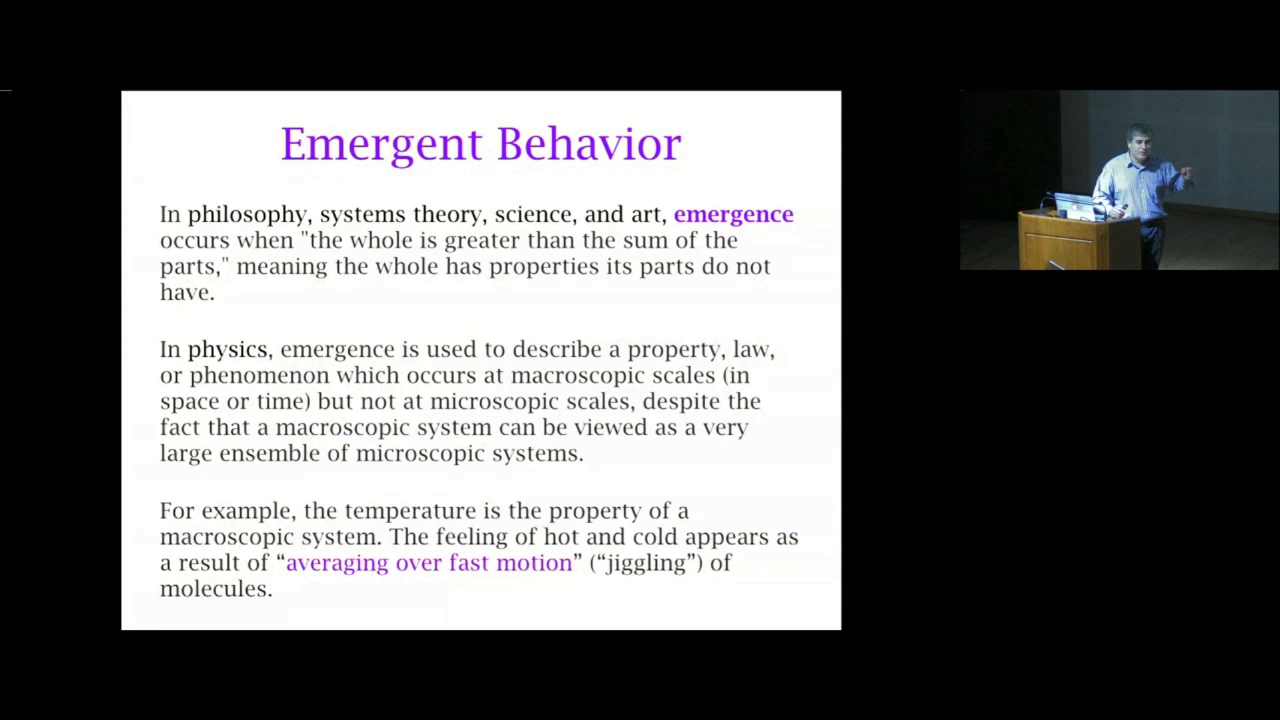 Emergent Behavior
In philosophy, systems theory, science, and art, emergence
occurs when "the whole is greater than the sum of the
parts," meaning the whole has properties its parts do not
have.
In physics, emergence is used to describe a property, law,
or phenomenon which occurs at macroscopic scales (in
space or time) but not at microscopic scales, despite the
fact that a macroscopic system can be viewed as a very
large ensemble of microscopic systems.
For example, the temperature is the property of a
macroscopic system. The feeling of hot and cold appears as
a result of “averaging over fast motion” (“jiggling”) of
molecules.